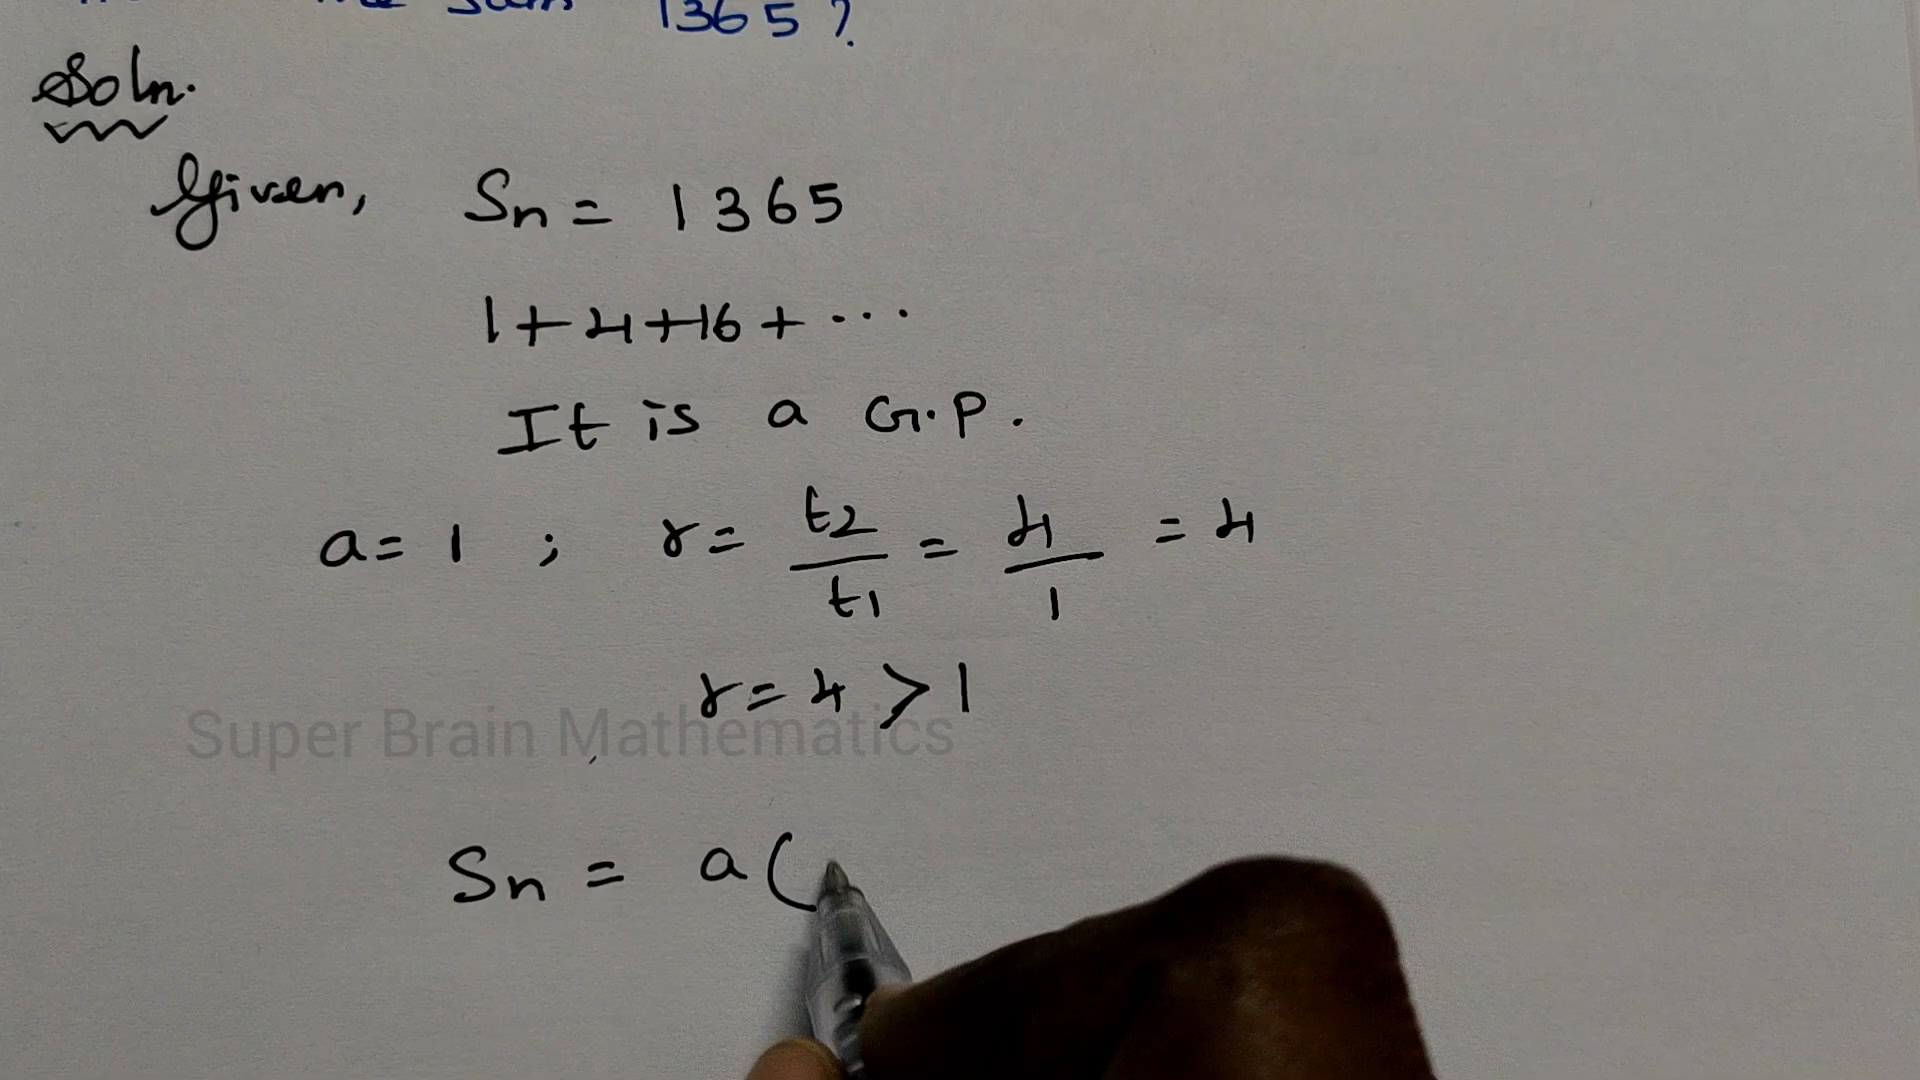 1365?
Soln.
Given, Sn = 1365
1+4+16+...
It is a G.P.
a = 1 ; r = t2/t1 = 4/1 = 4
r = 4 > 1
Super Brain Mathematics
Sn = a(